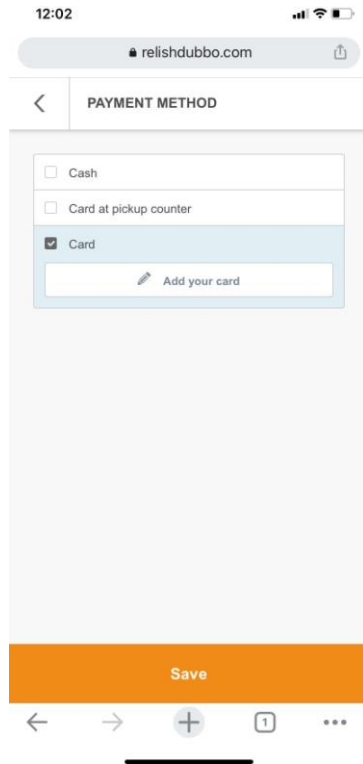 12:02
relishdubbo.com
PAYMENT METHOD
Cash
Card at pickup counter
Card
Add your card
Save
1